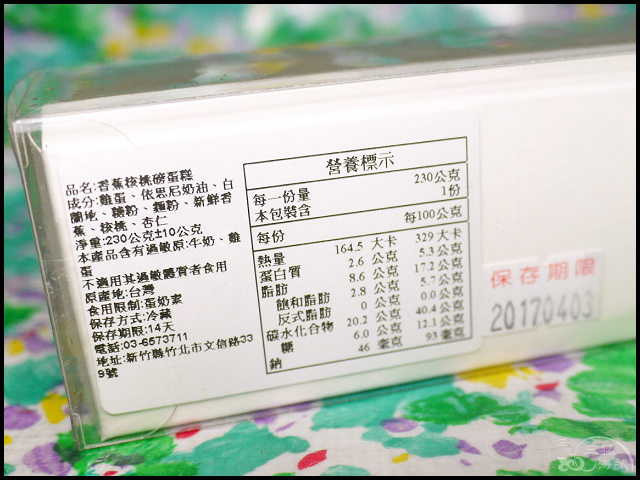 品名:香蕉核桃磅蛋糕
成分:雞蛋、依思尼奶油、白
蘭地、糖粉、麵粉、新鮮香
蕉、核桃、杏仁
淨重:230公克±10公克
本產品含有過敏原:牛奶、雞
蛋
不適用其過敏體質者食用
原產地:台灣
食用限制:蛋奶素
保存方式:冷藏
保存期限:14天
電話:03-6573711
地址:新竹縣竹北市文信路33
9號
營養標示
每一份量 230公克
本包裝含 1份
每份 每100公克
熱量 164.5 大卡 329 大卡
蛋白質 2.6 公克 5.3 公克
脂肪 8.6 公克 17.2 公克
飽和脂肪 2.8 公克 5.7 公克
反式脂肪 0 公克 0.0 公克
碳水化合物 20.2 公克 40.4 公克
糖 6.0 公克 12.1 公克
鈉 46 毫克 93 毫克
保存期限
20170403